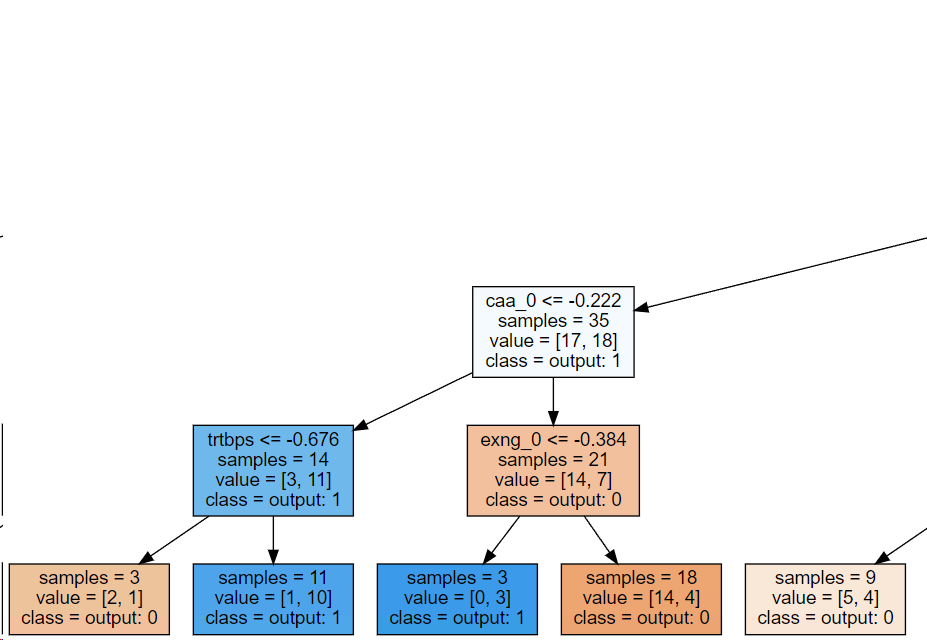 caa_0 <= -0.222
samples = 35
value = [17, 18]
class = output: 1
trtbps <= -0.676
samples = 14
value = [3, 11]
class = output: 1
exng_0 <= -0.384
samples = 21
value = [14, 7]
class = output: 0
samples = 3
value = [2, 1]
class = output: 0
samples = 11
value = [1, 10]
class = output: 1
samples = 3
value = [0, 3]
class = output: 1
samples = 18
value = [14, 4]
class = output: 0
samples = 9
value = [5, 4]
class = output: 0